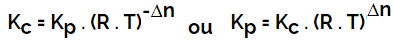 Kc = Kp . (R . T)^-Δn ou Kp = Kc . (R . T)^Δn